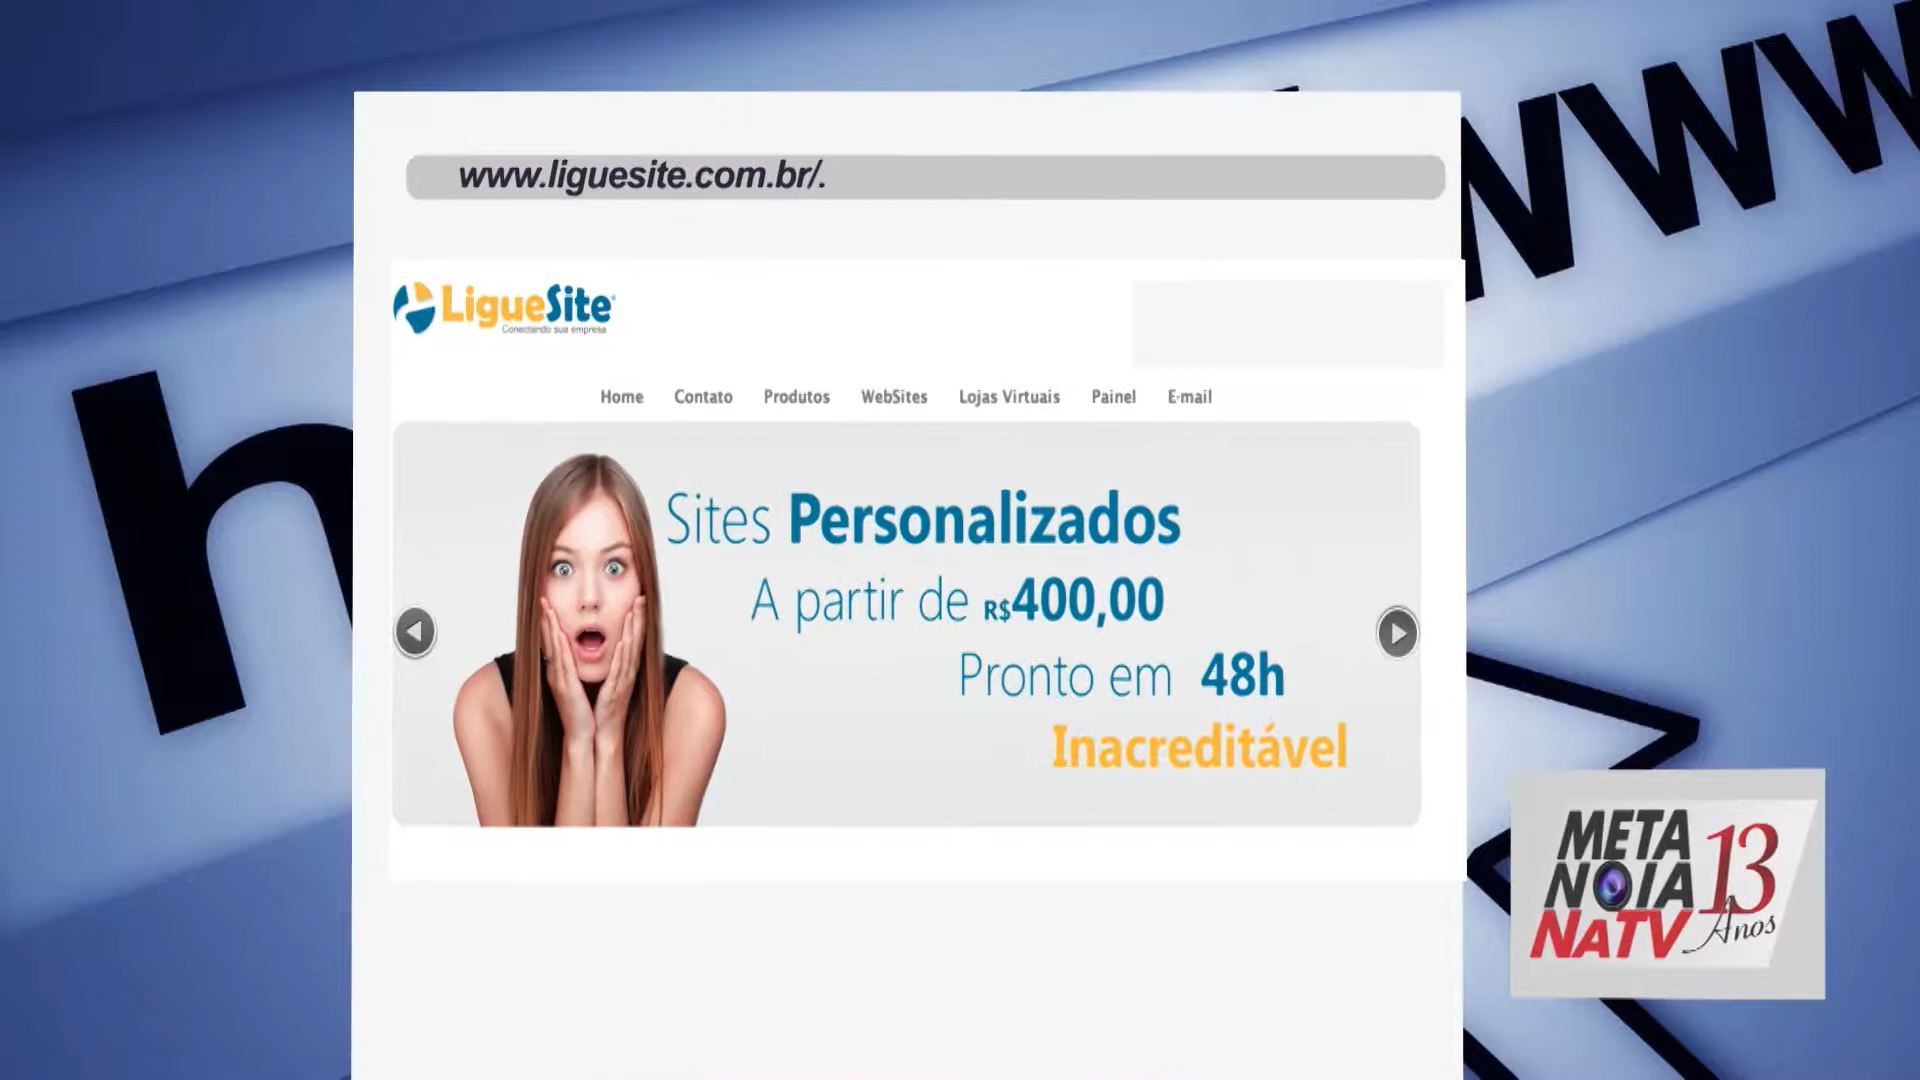 www
www.liguesite.com.br/.
LigueSite
Conectando sua empresa
Home Contato Produtos WebSites Lojas Virtuais Painel E-mail
h
Sites Personalizados
A partir de R$400,00
Pronto em 48h
Inacreditável
META
NOIA
NaTV
13
Anos